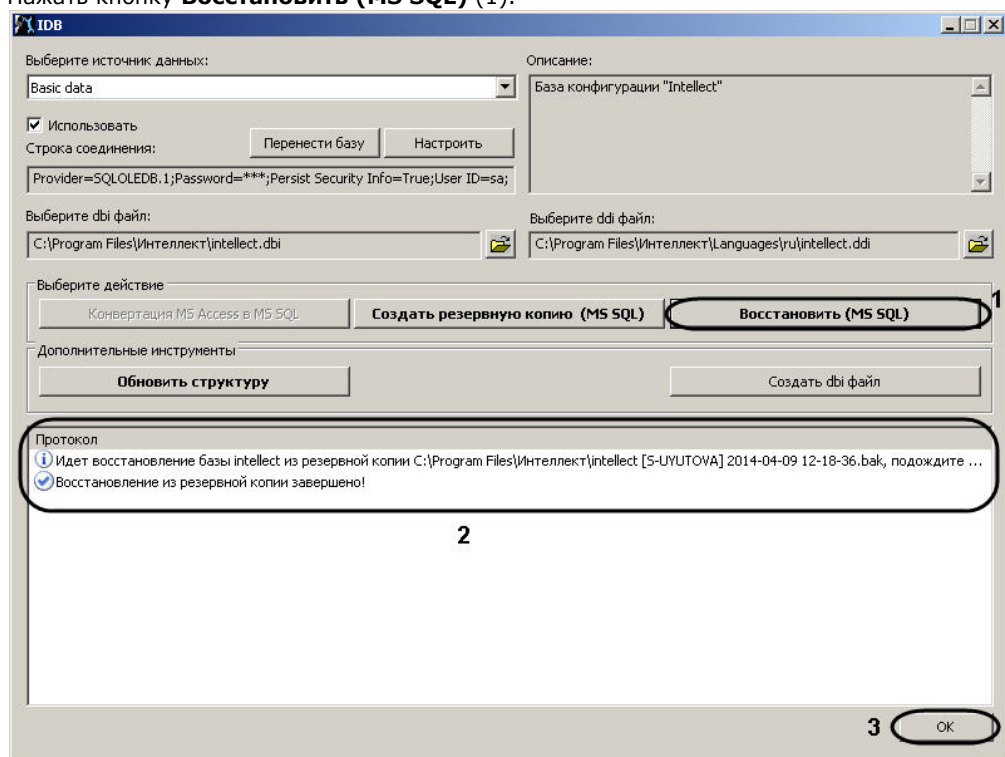 Нажать кнопку Восстановить (MS SQL) (1).
IDB
Выберите источник данных:
Описание:
Basic data
База конфигурации "Intellect"
Использовать
Строка соединения:
Перенести базу
Настроить
Provider=SQLOLEDB.1;Password=***;Persist Security Info=True;User ID=sa;
Выберите dbi файл:
Выберите ddi файл:
C:\Program Files\Интеллект\intellect.dbi
C:\Program Files\Интеллект\Languages\ru\intellect.ddi
Выберите действие
1
Конвертация MS Access в MS SQL
Создать резервную копию (MS SQL)
Восстановить (MS SQL)
Дополнительные инструменты
Обновить структуру
Создать dbi файл
Протокол
Идет восстановление базы intellect из резервной копии C:\Program Files\Интеллект\intellect [S-UYUTOVA] 2014-04-09 12-18-36.bak, подождите ...
Восстановление из резервной копии завершено!
2
3
OK